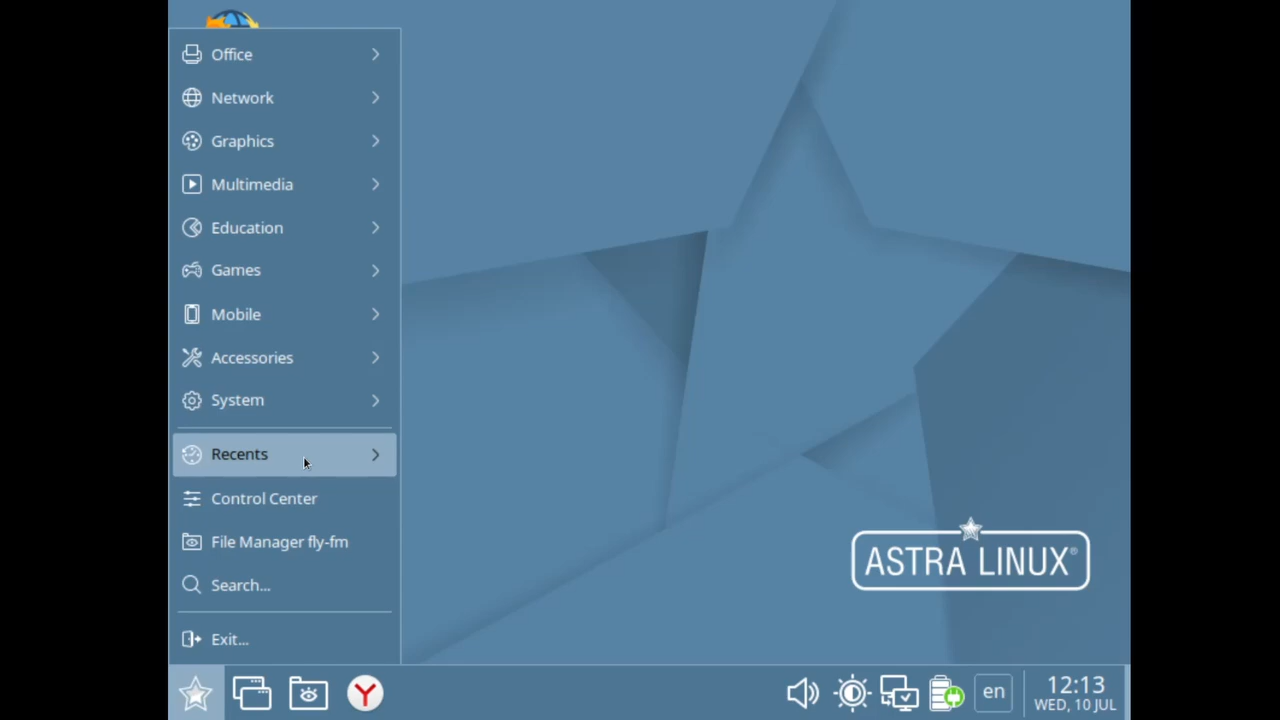 Office
Network
Graphics
Multimedia
Education
Games
Mobile
Accessories
System
Recents
Control Center
File Manager fly-fm
Search...
Exit...
ASTRA LINUX®
en
12:13
WED, 10 JUL